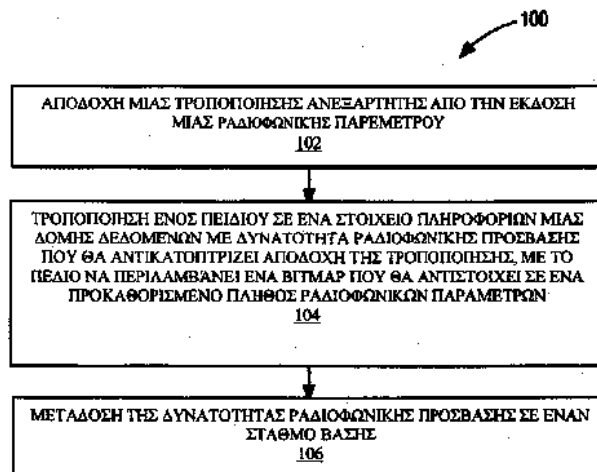 100
ΑΠΟΔΟΧΗ ΜΙΑΣ ΤΡΟΠΟΠΟΙΗΣΗΣ ΑΝΕΞΑΡΤΗΤΗΣ ΑΠΟ ΤΗΝ ΕΚΔΟΣΗ
ΜΙΑΣ ΡΑΔΙΟΦΩΝΙΚΗΣ ΠΑΡΕΜΕΤΡΟΥ
102
ΤΡΟΠΟΠΟΙΗΣΗ ΕΝΟΣ ΠΕΙΔΙΟΥ ΣΕ ΕΝΑ ΣΤΟΙΧΕΙΟ ΠΛΗΡΟΦΟΡΙΩΝ ΜΙΑΣ
ΔΟΜΗΣ ΔΕΔΟΜΕΝΩΝ ΜΕ ΔΥΝΑΤΟΤΗΤΑ ΡΑΔΙΟΦΩΝΙΚΗΣ ΠΡΟΣΒΑΣΗΣ
ΠΟΥ ΘΑ ΑΝΤΙΚΑΤΟΠΤΡΙΖΕΙ ΑΠΟΔΟΧΗ ΤΗΣ ΤΡΟΠΟΠΟΙΗΣΗΣ, ΜΕ ΤΟ
ΠΕΔΙΟ ΝΑ ΠΕΡΙΛΑΜΒΑΝΕΙ ΕΝΑ ΒΙΤΜΑΡ ΠΟΥ ΘΑ ΑΝΤΙΣΤΟΙΧΕΙ ΣΕ ΕΝΑ
ΠΡΟΚΑΘΟΡΙΣΜΕΝΟ ΠΛΗΘΟΣ ΡΑΔΙΟΦΩΝΙΚΩΝ ΠΑΡΑΜΕΤΡΩΝ
104
ΜΕΤΑΔΟΣΗ ΤΗΣ ΔΥΝΑΤΟΤΗΤΑΣ ΡΑΔΙΟΦΩΝΙΚΗΣ ΠΡΟΣΒΑΣΗΣ ΣΕ ΕΝΑΝ
ΣΤΑΘΜΟ ΒΑΣΗΣ
106